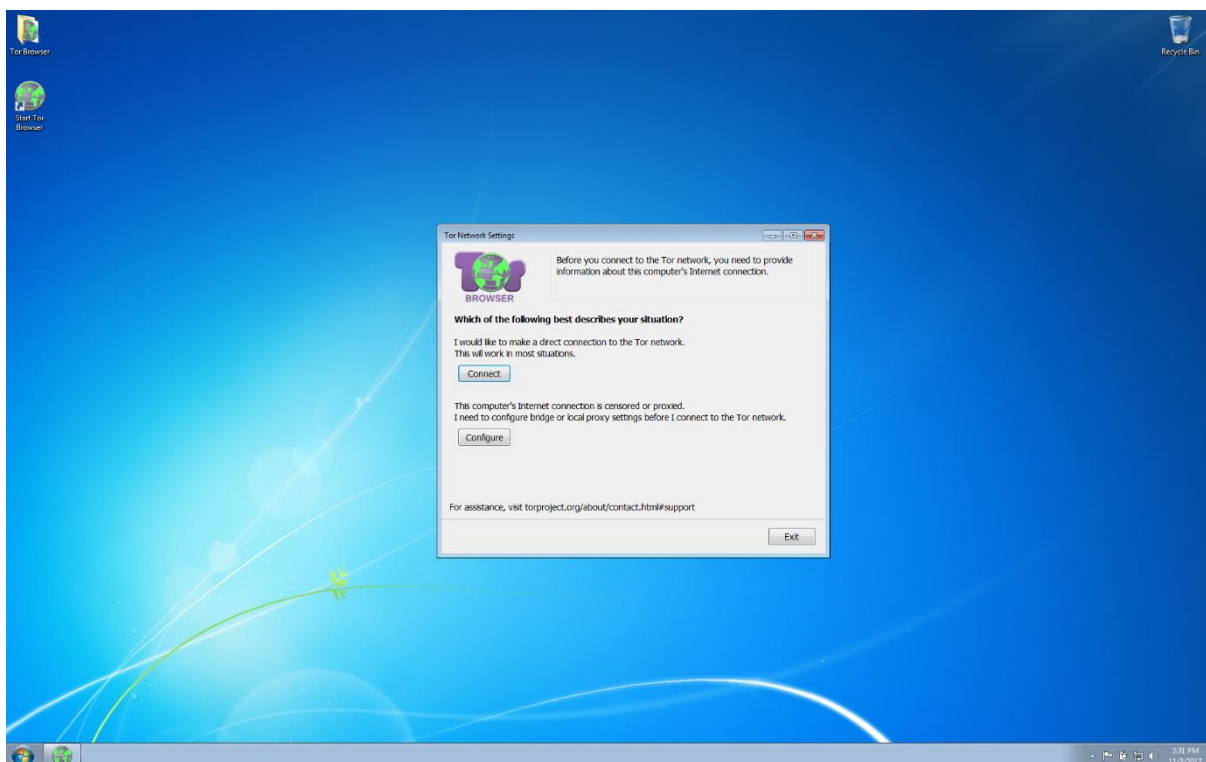 Tor Browser
Recycle Bin
Start Tor
Browser
Tor Network Settings
Tor
BROWSER
Before you connect to the Tor network, you need to provide
information about this computer's Internet connection.
Which of the following best describes your situation?
I would like to make a direct connection to the Tor network.
This will work in most situations.
Connect
This computer's Internet connection is censored or proxied.
I need to configure bridge or local proxy settings before I connect to the Tor network.
Configure
For assistance, visit torproject.org/about/contact.html#support
Exit
3:31 PM